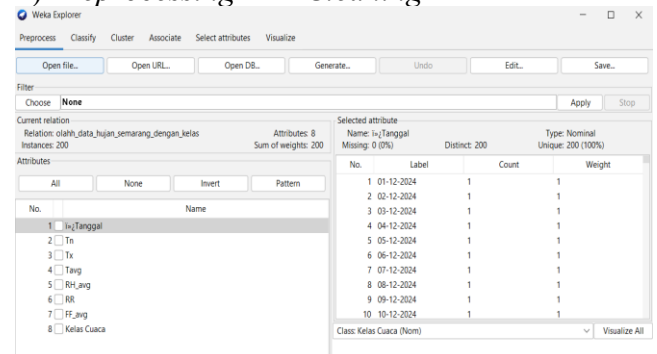 Weka Explorer
Preprocess Classify Cluster Associate Select attributes Visualize
Open file... Open URL... Open DB... Generate... Undo Edit... Save...
Filter
Choose None Apply Stop
Current relation
Relation: olahh_data_hujan_semarang_dengan_kelas Attributes: 8
Instances: 200 Sum of weights: 200
Attributes
All None Invert Pattern
No. Name
1 ï»¿Tanggal
2 Tn
3 Tx
4 Tavg
5 RH_avg
6 RR
7 FF_avg
8 Kelas Cuaca
Selected attribute
Name: ï»¿Tanggal Type: Nominal
Missing: 0 (0%) Distinct: 200 Unique: 200 (100%)
No. Label Count Weight
1 01-12-2024 1 1
2 02-12-2024 1 1
3 03-12-2024 1 1
4 04-12-2024 1 1
5 05-12-2024 1 1
6 06-12-2024 1 1
7 07-12-2024 1 1
8 08-12-2024 1 1
9 09-12-2024 1 1
10 10-12-2024 1 1
Class: Kelas Cuaca (Nom) Visualize All